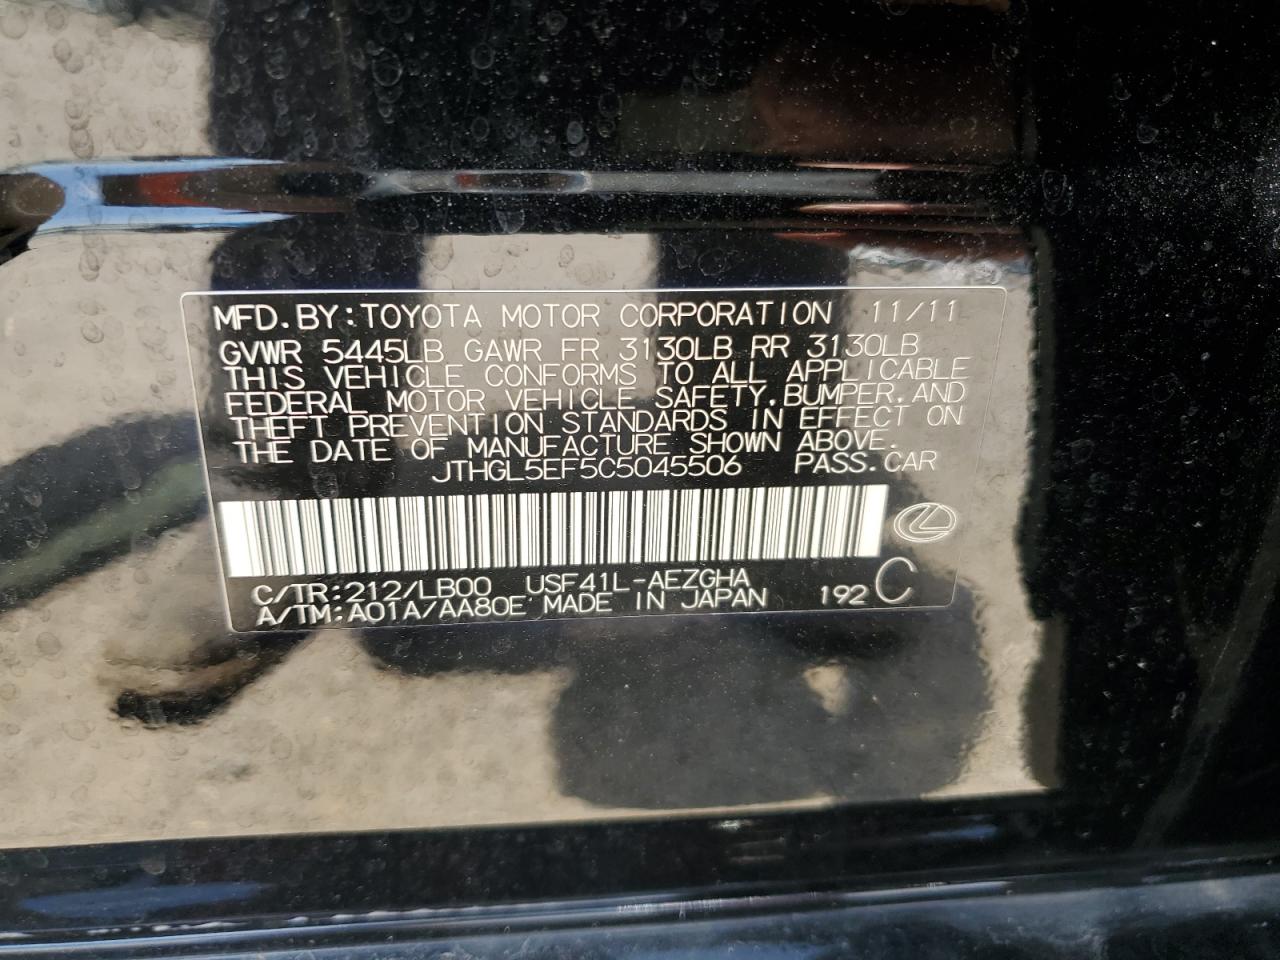 MFD.BY:TOYOTA MOTOR CORPORATION 11/11
GVWR 5445LB GAWR FR 3130LB RR 3130LB
THIS VEHICLE CONFORMS TO ALL APPLICABLE
FEDERAL MOTOR VEHICLE SAFETY,BUMPER,AND
THEFT PREVENTION STANDARDS IN EFFECT ON
THE DATE OF MANUFACTURE SHOWN ABOVE.
JTHGL5EF5C5045506 PASS.CAR
C/TR:212/LB00 USF41L-AEZGHA
A/TM:A01A/AA80E MADE IN JAPAN 192 C